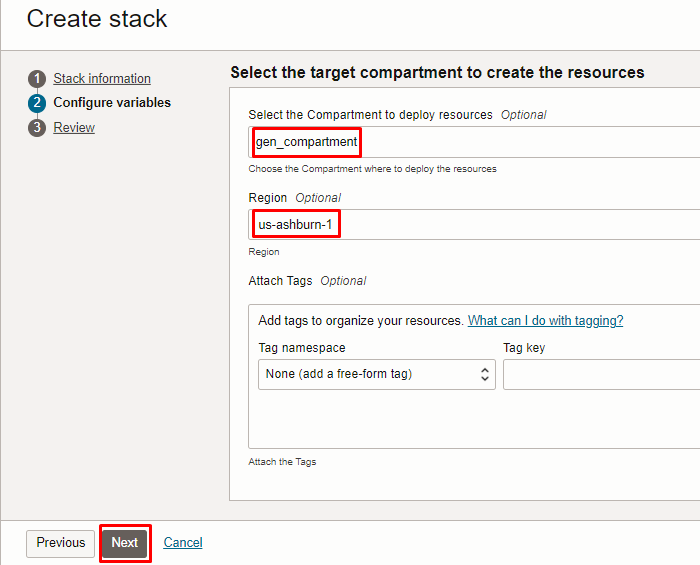 Create stack
1 Stack information
2 Configure variables
3 Review
Select the target compartment to create the resources
Select the Compartment to deploy resources Optional
gen_compartment
Choose the Compartment where to deploy the resources
Region Optional
us-ashburn-1
Region
Attach Tags Optional
Add tags to organize your resources. What can I do with tagging?
Tag namespace Tag key
None (add a free-form tag)
Attach the Tags
Previous Next Cancel